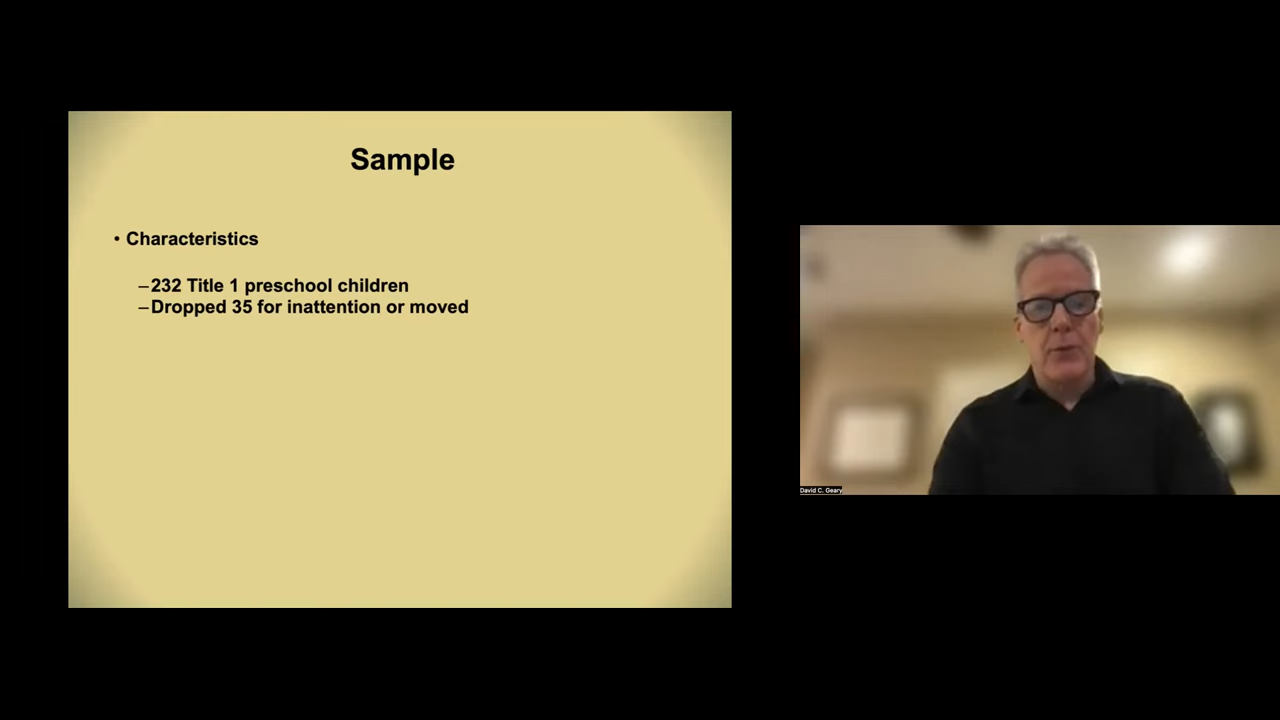 Sample
• Characteristics
–232 Title 1 preschool children
–Dropped 35 for inattention or moved
David C. Geary